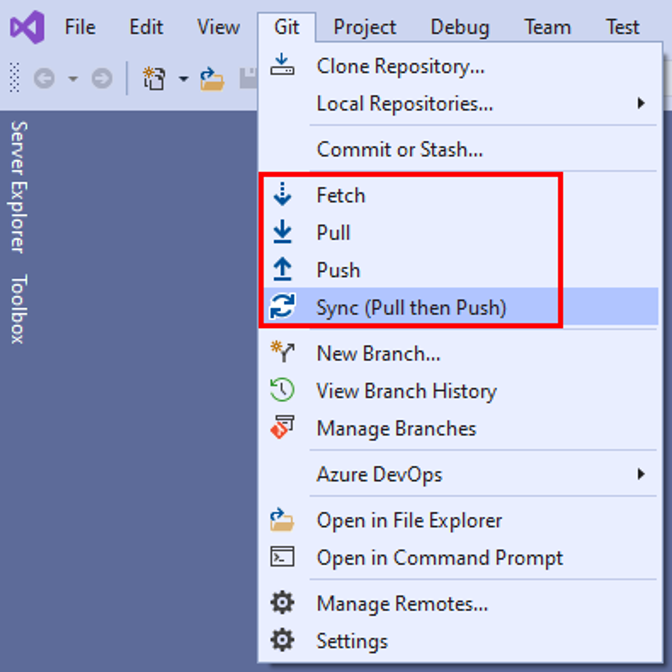 File Edit View Git Project Debug Team Test
Server Explorer
Toolbox
Clone Repository...
Local Repositories...
Commit or Stash...
Fetch
Pull
Push
Sync (Pull then Push)
New Branch...
View Branch History
Manage Branches
Azure DevOps
Open in File Explorer
Open in Command Prompt
Manage Remotes...
Settings